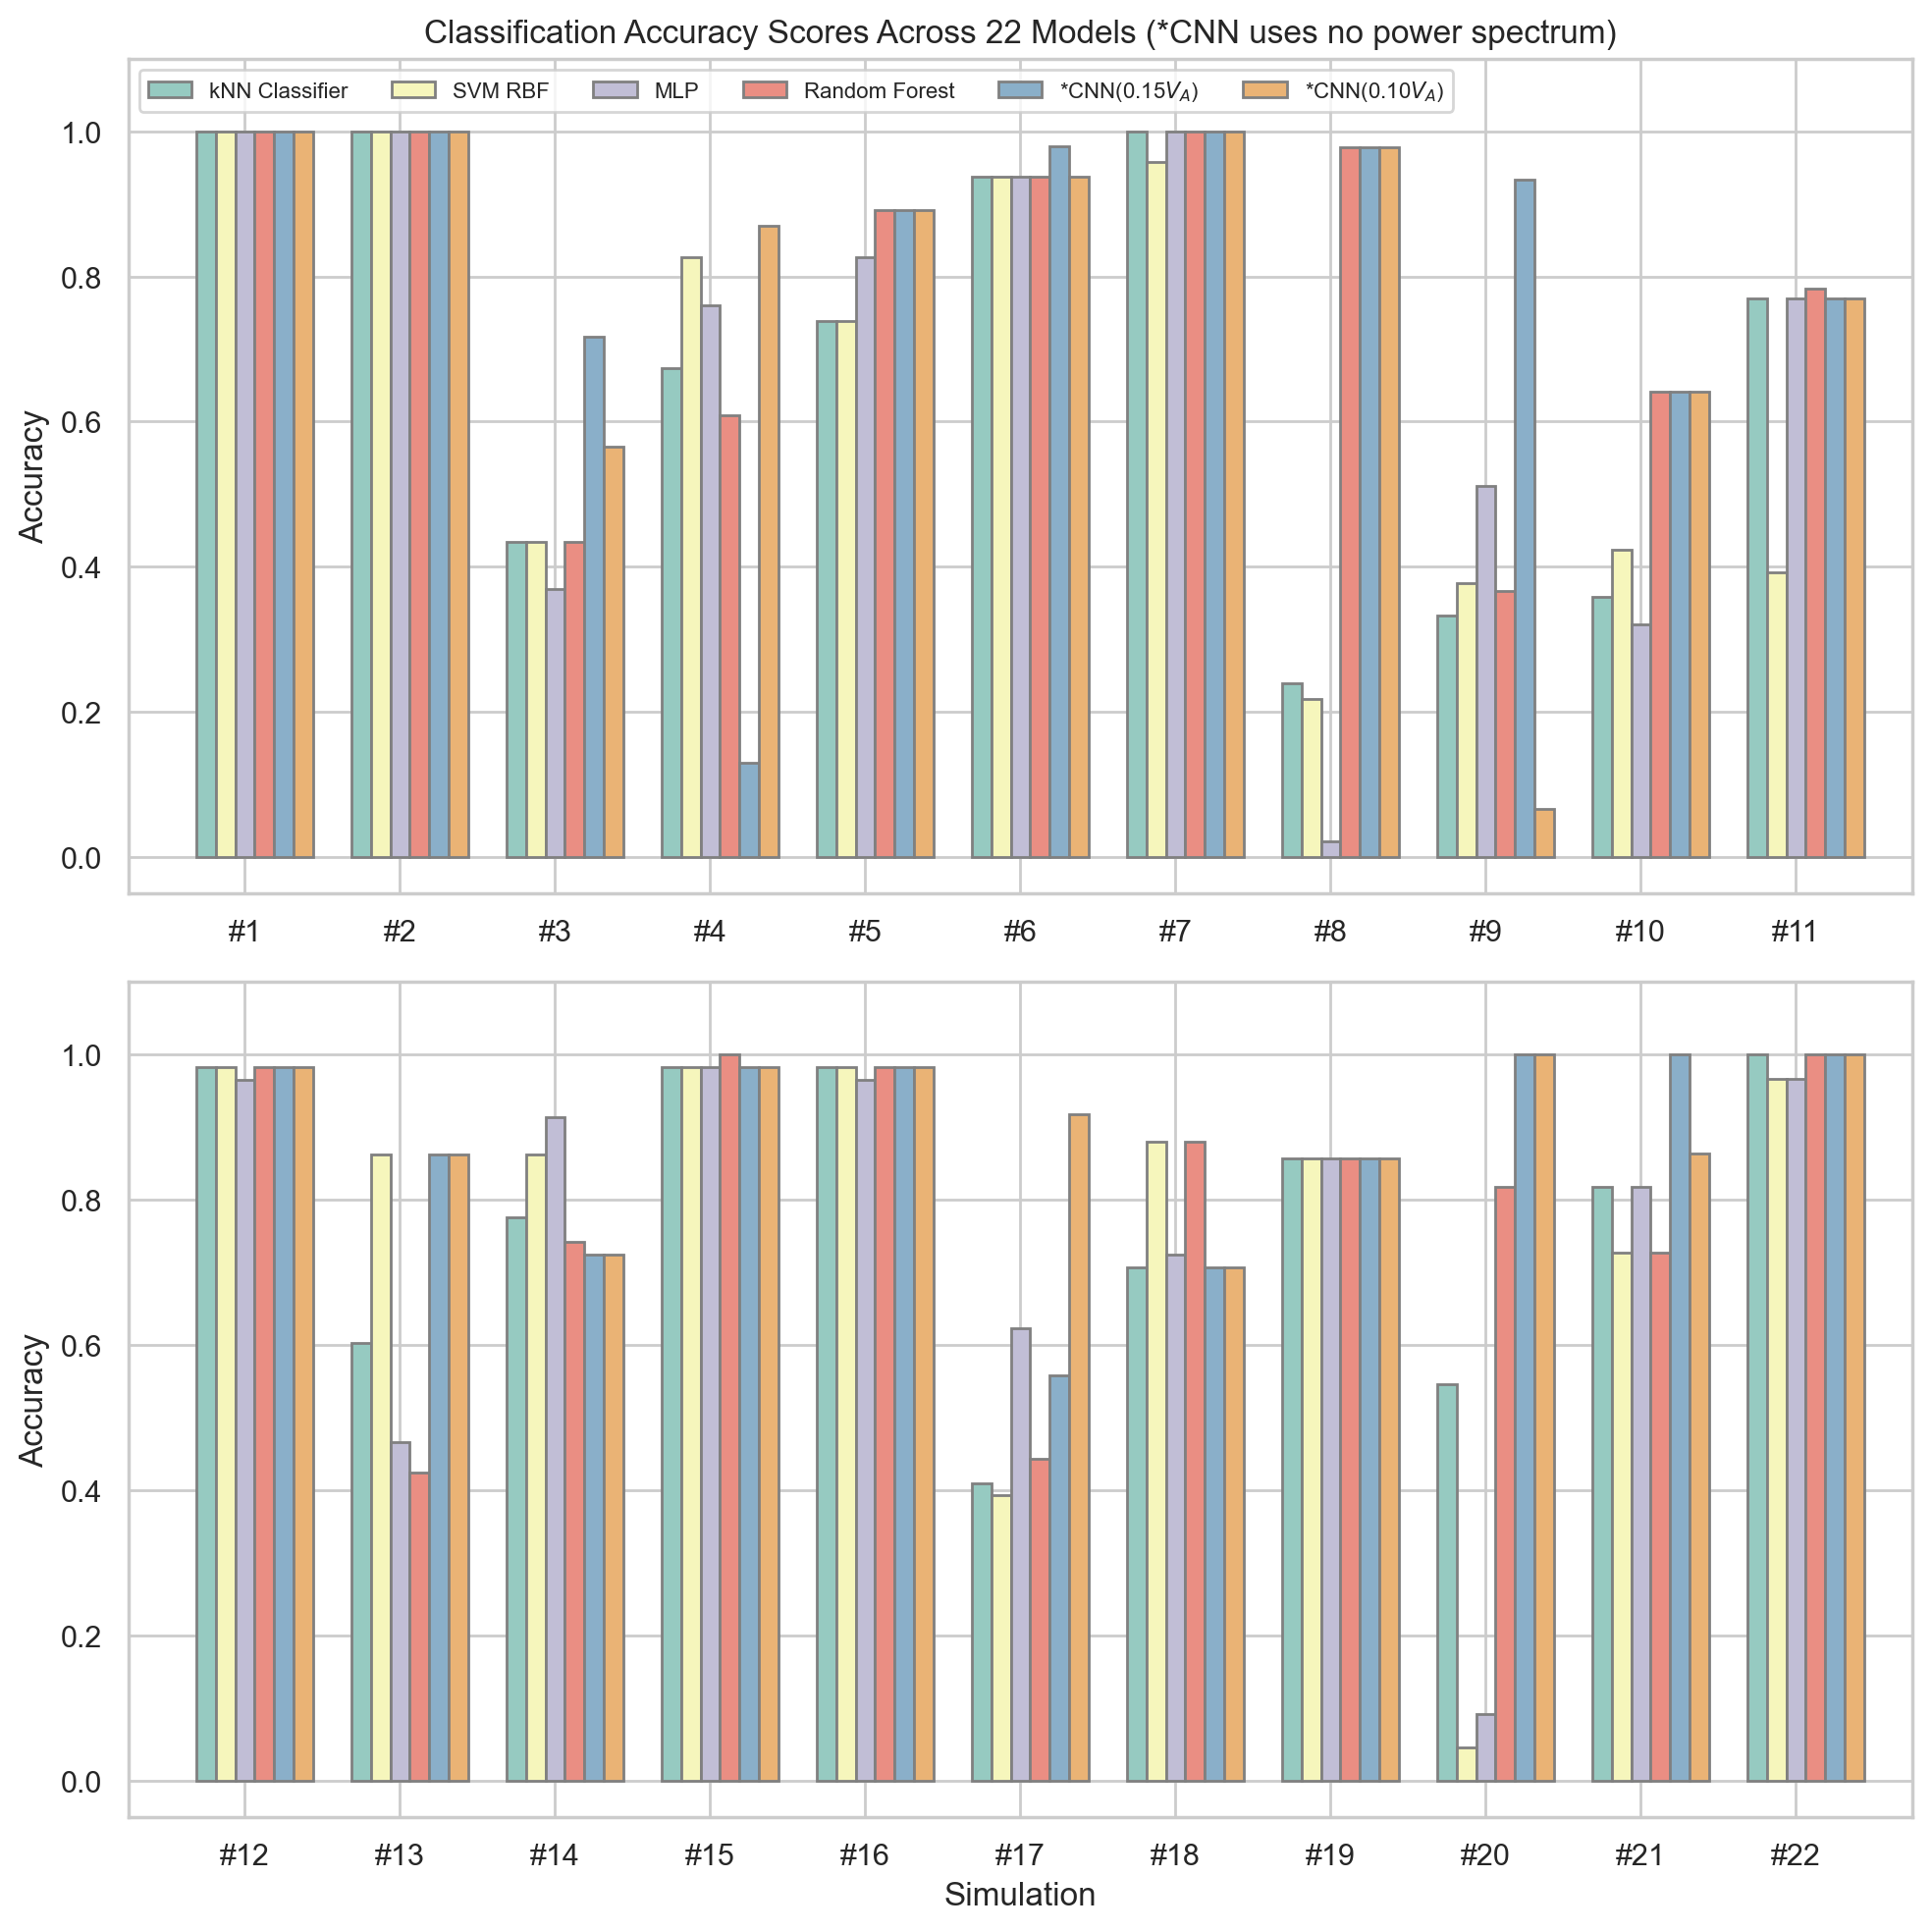 Classification Accuracy Scores Across 22 Models (*CNN uses no power spectrum)
kNN Classifier SVM RBF MLP Random Forest *CNN(0.15V_A) *CNN(0.10V_A)
Accuracy
1.0
0.8
0.6
0.4
0.2
0.0
#1 #2 #3 #4 #5 #6 #7 #8 #9 #10 #11
Accuracy
1.0
0.8
0.6
0.4
0.2
0.0
#12 #13 #14 #15 #16 #17 #18 #19 #20 #21 #22
Simulation